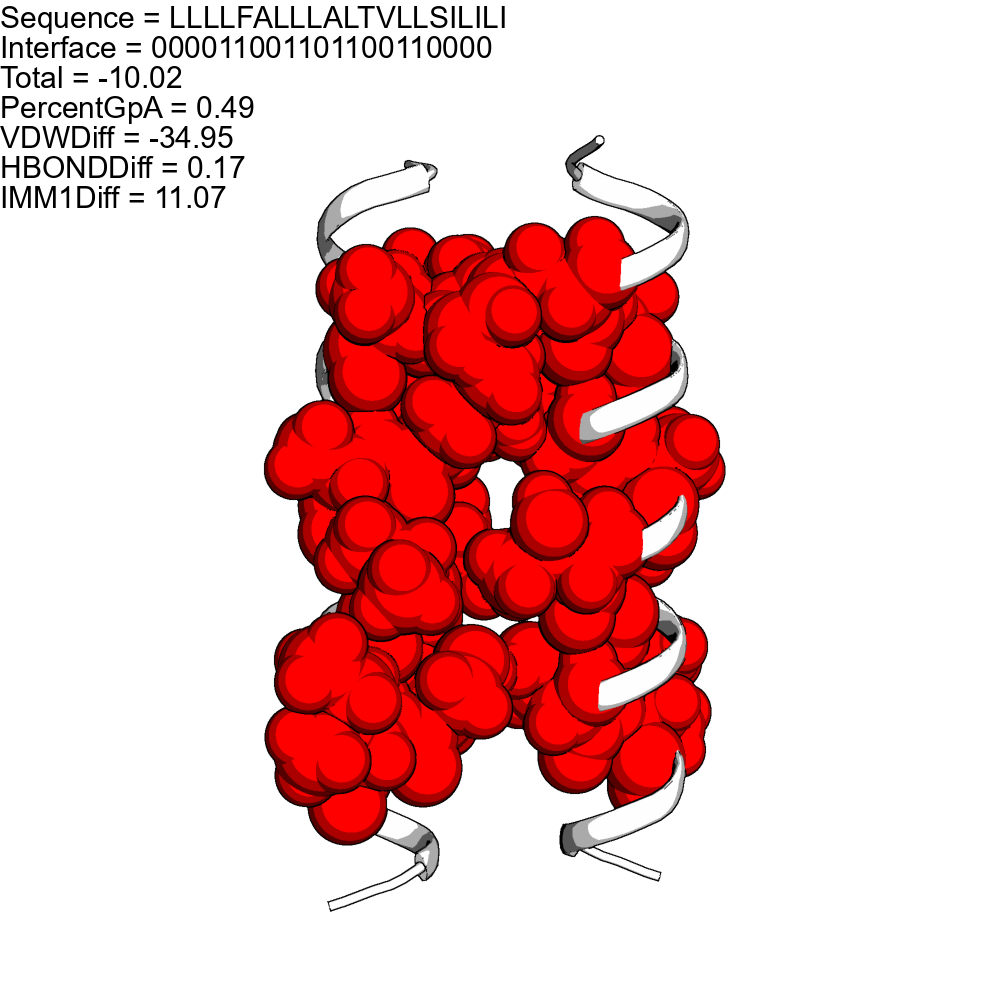 Sequence = LLLLFALLLALTVLLSILILI
Interface = 000011001101100110000
Total = -10.02
PercentGpA = 0.49
VDWDiff = -34.95
HBONDDiff = 0.17
IMM1Diff = 11.07